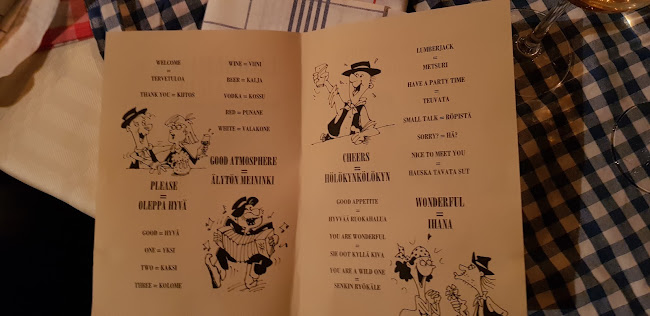 WELCOME
=
TERVETULOA
THANK YOU = KIITOS
PLEASE
=
OLEPPA HYVÄ
GOOD = HYVÄ
ONE = YKSI
TWO = KAKSI
THREE = KOLOME
WINE = VIINI
BEER = KALJA
VODKA = KOSSU
RED = PUNANE
WHITE = VALAKONE
GOOD ATMOSPHERE
=
ÄLYTÖN MEININKI
CHEERS
=
HÖLÖKYNKÖLÖKYN
GOOD APPETITE
=
HYVVÄÄ RUOKAHALUA
YOU ARE WONDERFUL
=
SIE OOT KYLLÄ KIVA
YOU ARE A WILD ONE
=
SENKIN RYÖKÄLE
LUMBERJACK
=
METSURI
HAVE A PARTY TIME
=
TEUVATA
SMALL TALK = RÖPISTÄ
SORRY? = HÄ?
NICE TO MEET YOU
=
HAUSKA TAVATA SUT
WONDERFUL
=
IHANA